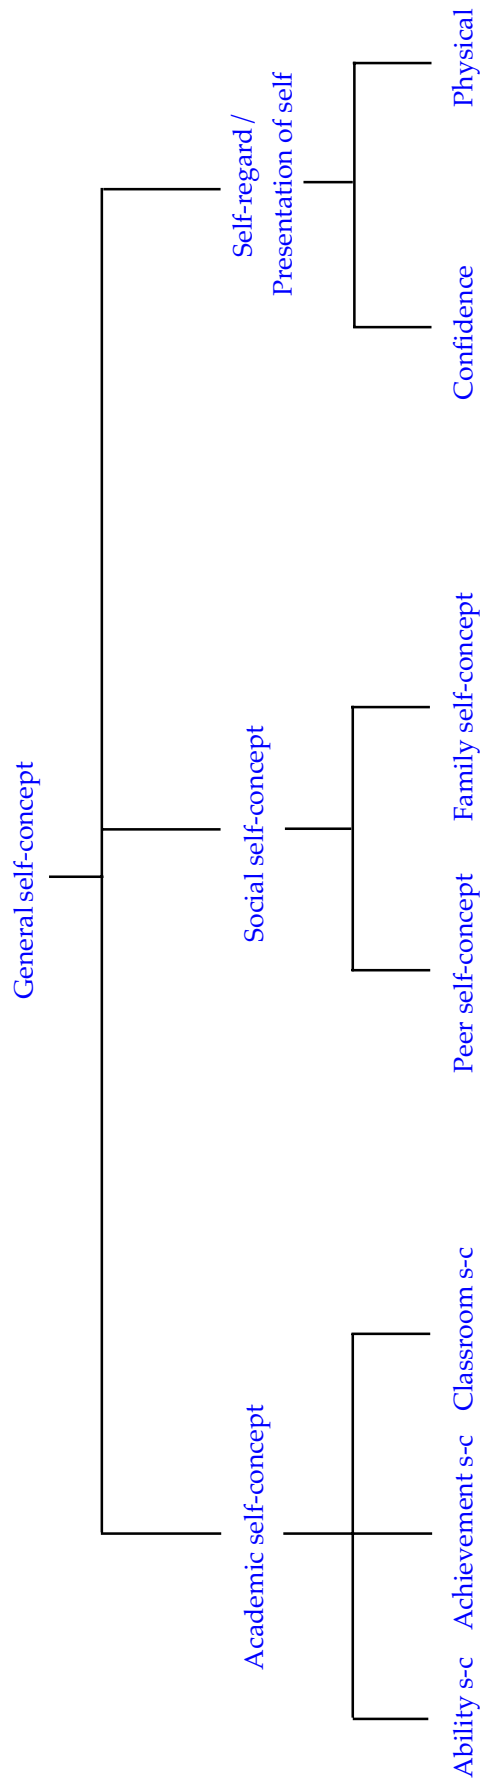 General self-concept
Academic self-concept
Social self-concept
Self-regard /
Presentation of self
Ability s-c
Achievement s-c
Classroom s-c
Peer self-concept
Family self-concept
Confidence
Physical